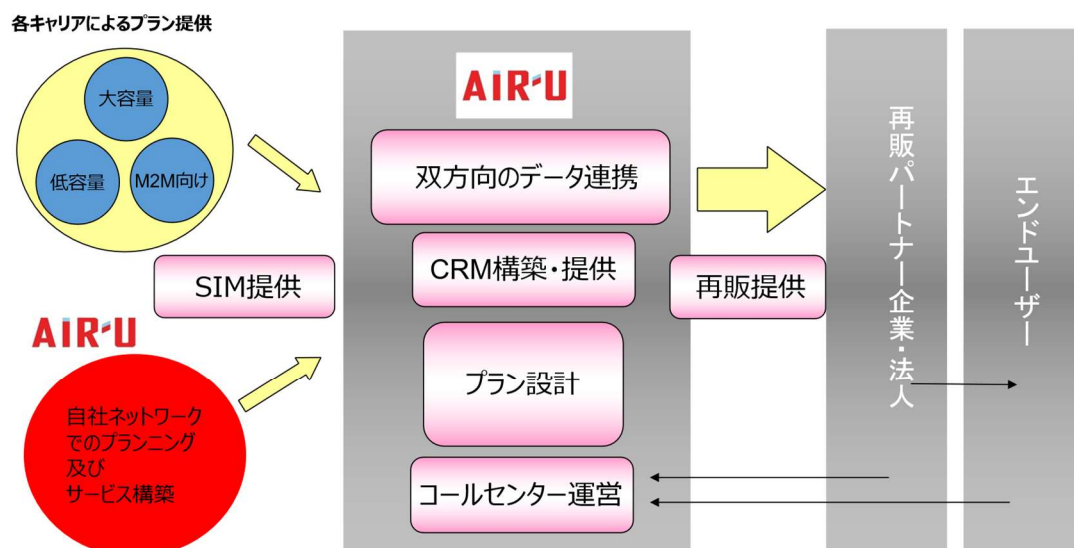 各キャリアによるプラン提供
大容量
低容量
M2M向け
SIM提供
AIR'U
自社ネットワーク
でのプランニング
及び
サービス構築
AIR'U
双方向のデータ連携
CRM構築・提供
プラン設計
コールセンター運営
再販提供
再販パートナー企業・法人
エンドユーザー